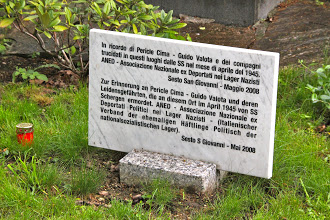 In ricordo di Pericle Cima - Guido Valota e dei compagni
trucidati in questi luoghi dalle SS nel mese di aprile del 1945.
ANED - Associazione Nazionale ex Deportati nei Lager Nazisti
Sesto San Giovanni - Maggio 2008
Zur Erinnerung an Pericle Cima - Guido Valota und deren
Leidensgefährten, die an diesem Ort im April 1945 von SS
Schergen ermordet. ANED - Associazione Nazionale ex
Deportati Politici nei Lager Nazisti - (Italienischer
Verband der ehemaligen Häftlinge Politisch der
nationalsozialistischen Lager).
Sesto S Giovanni - Mai 2008